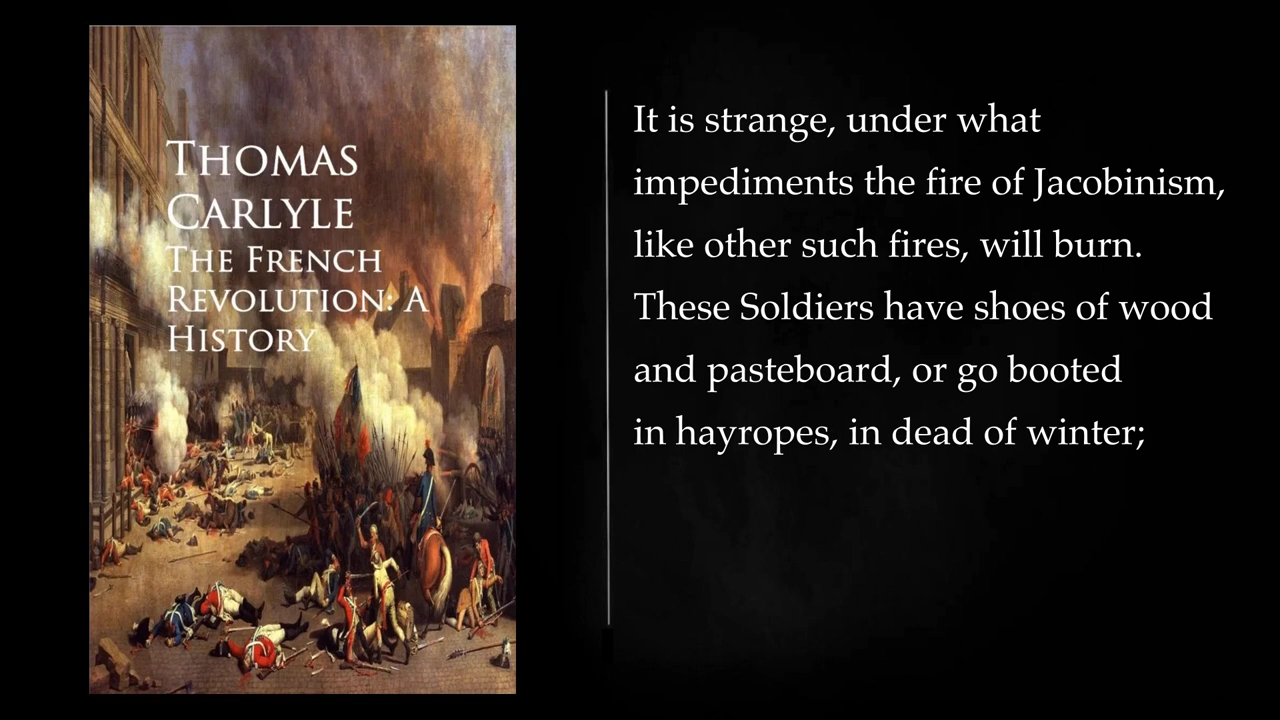 THOMAS
CARLYLE
THE FRENCH
REVOLUTION: A
HISTORY
It is strange, under what
impediments the fire of Jacobinism,
like other such fires, will burn.
These Soldiers have shoes of wood
and pasteboard, or go booted
in hayropes, in dead of winter;